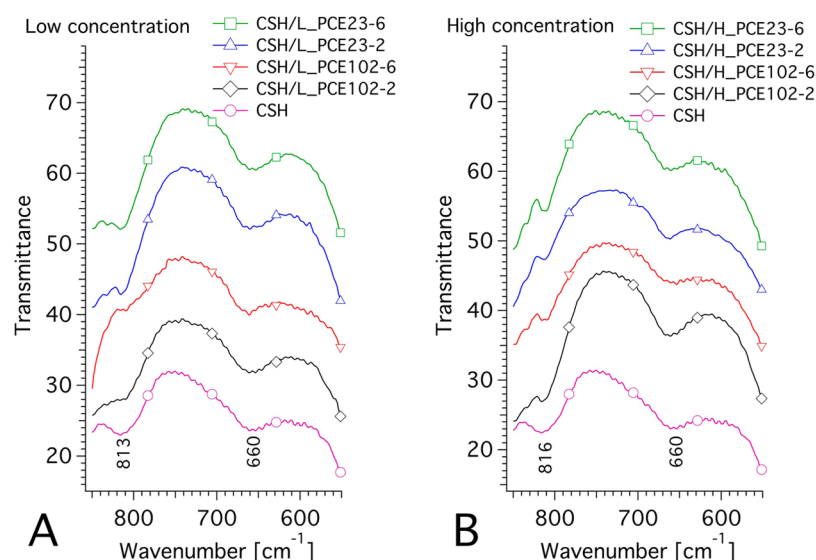 Low concentration
CSH/L_PCE23-6
CSH/L_PCE23-2
CSH/L_PCE102-6
CSH/L_PCE102-2
CSH
Transmittance
70
60
50
40
30
20
813
660
800
700
600
A
Wavenumber [cm⁻¹]
High concentration
CSH/H_PCE23-6
CSH/H_PCE23-2
CSH/H_PCE102-6
CSH/H_PCE102-2
CSH
Transmittance
70
60
50
40
30
20
816
660
800
700
600
B
Wavenumber [cm⁻¹]